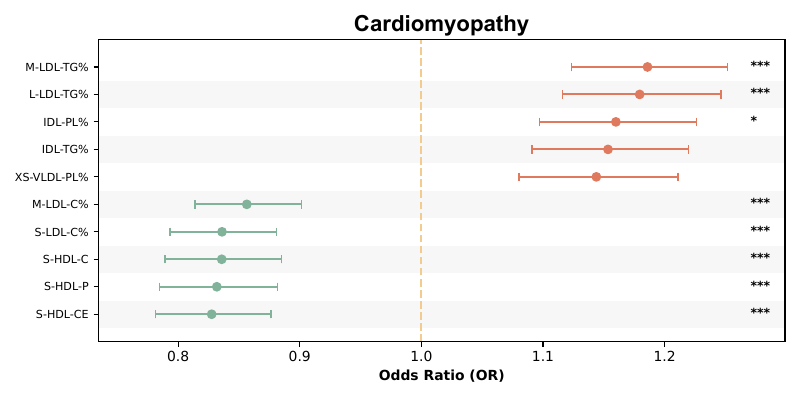 Cardiomyopathy
M-LDL-TG% ***
L-LDL-TG% ***
IDL-PL% *
IDL-TG%
XS-VLDL-PL%
M-LDL-C% ***
S-LDL-C% ***
S-HDL-C ***
S-HDL-P ***
S-HDL-CE ***
0.8 0.9 1.0 1.1 1.2
Odds Ratio (OR)